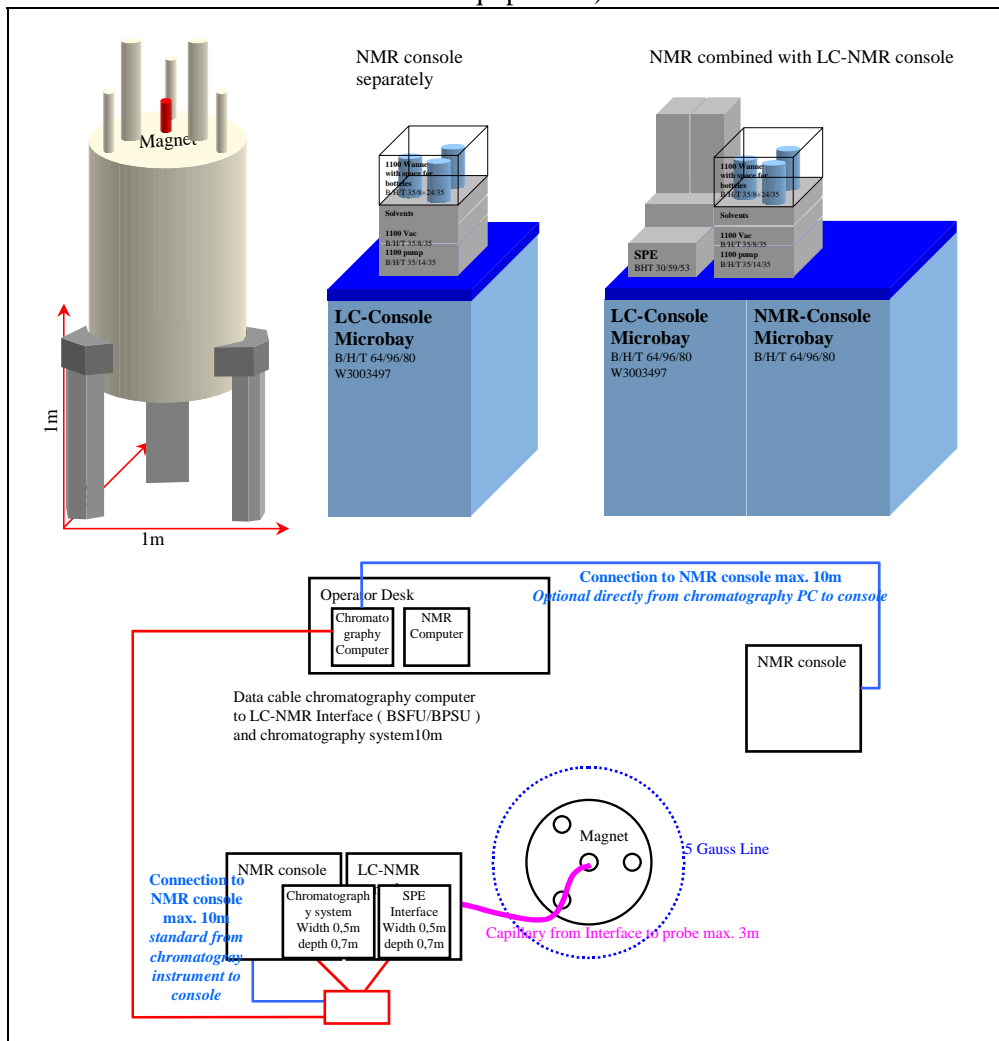 NMR console
separately
NMR combined with LC-NMR console
Magnet
1m
1m
1100 Wanne
with space for
botteles
B/H/T 35/8+24/35
Solvents
1100 Vac
B/H/T 35/8/35
1100 pump
B/H/T 35/14/35
LC-Console
Microbay
B/H/T 64/96/80
W3003497
1100 Wanne
with space for
botteles
B/H/T 35/8+24/35
Solvents
1100 Vac
B/H/T 35/8/35
1100 pump
B/H/T 35/14/35
SPE
BHT 30/59/53
LC-Console
Microbay
B/H/T 64/96/80
W3003497
NMR-Console
Microbay
B/H/T 64/96/80
Connection to NMR console max. 10m
Optional directly from chromatography PC to console
Operator Desk
Chromato
graphy
Computer
NMR
Computer
NMR console
Data cable chromatography computer
to LC-NMR Interface ( BSFU/BPSU )
and chromatography system10m
Magnet
5 Gauss Line
Capillary from Interface to probe max. 3m
NMR console
LC-NMR
Chromatograph
y system
Width 0,5m
depth 0,7m
SPE
Interface
Width 0,5m
depth 0,7m
Connection to
NMR console
max. 10m
standard from
chromatogray
instrument to
console